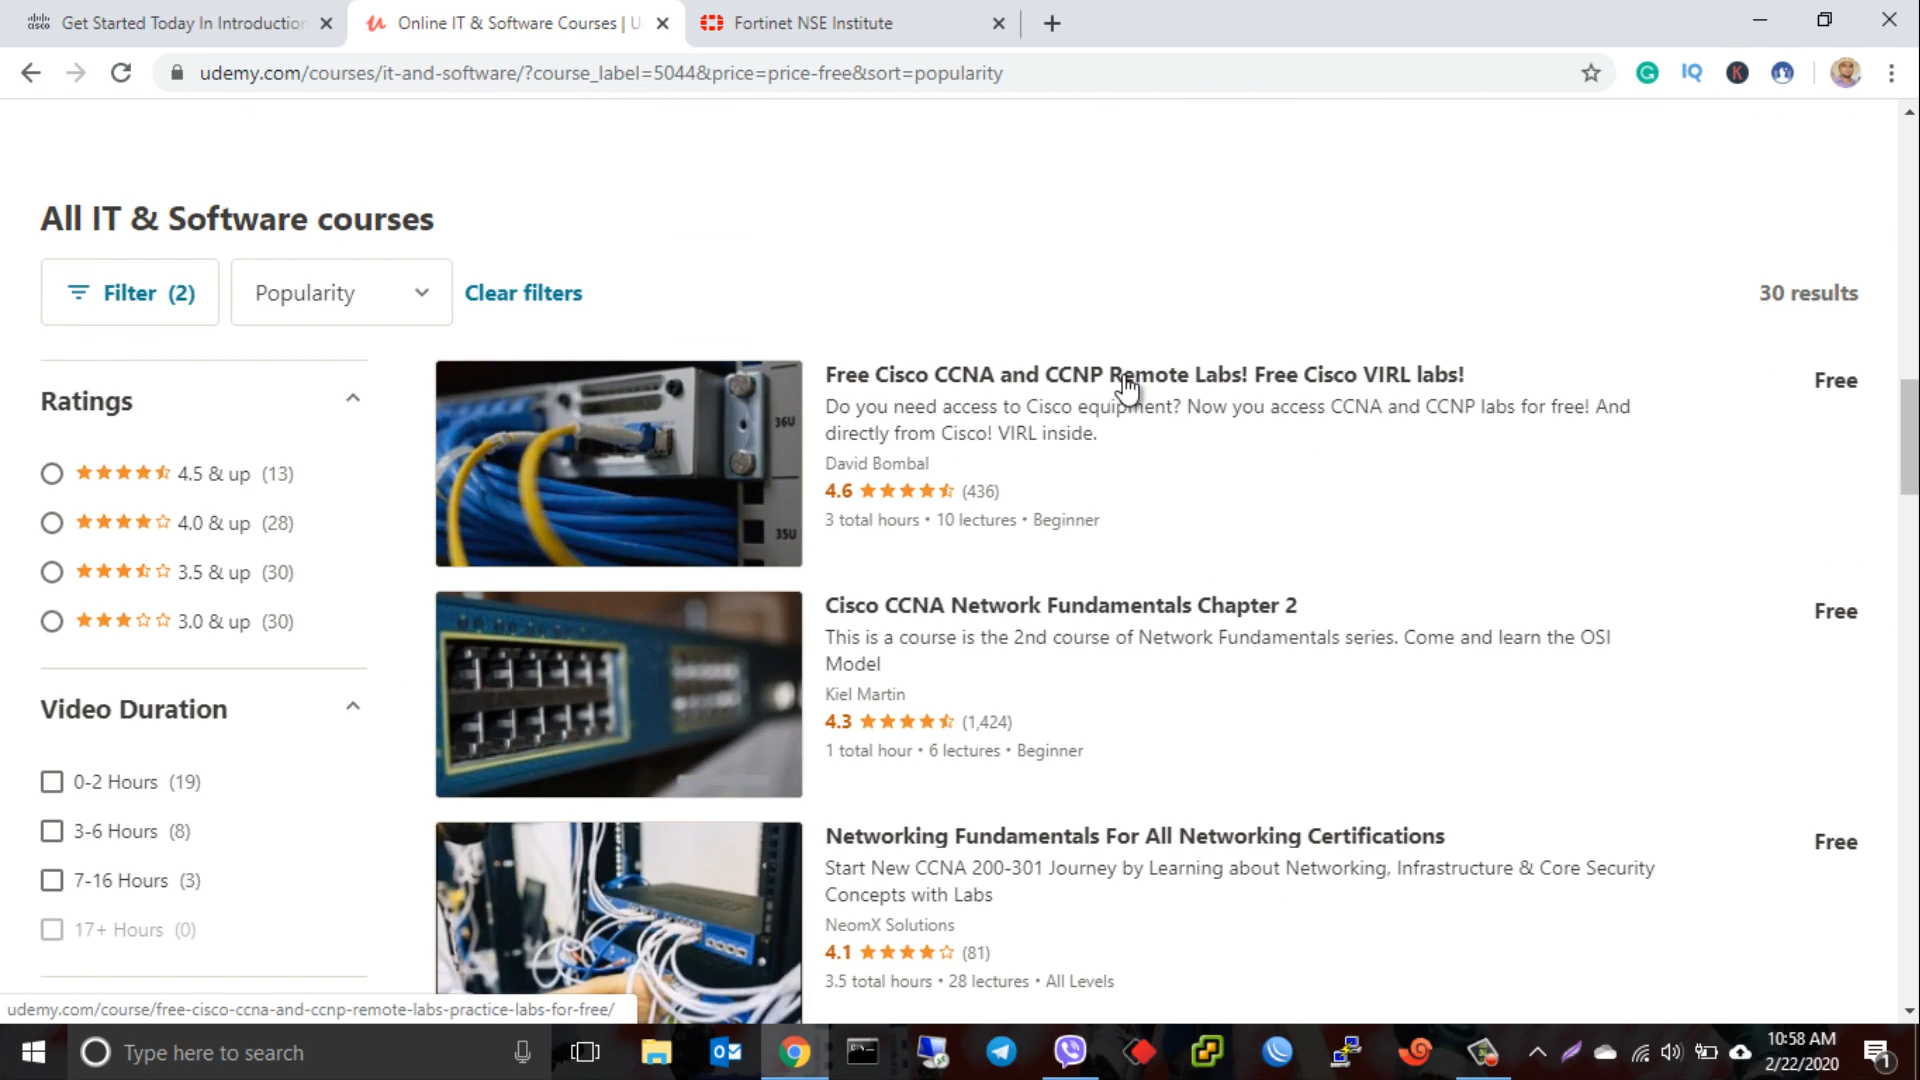 Get Started Today In Introduction
Online IT & Software Courses | U
Fortinet NSE Institute
udemy.com/courses/it-and-software/?course_label=5044&price=price-free&sort=popularity
All IT & Software courses
Filter (2)
Popularity
Clear filters
30 results
Ratings
4.5 & up (13)
4.0 & up (28)
3.5 & up (30)
3.0 & up (30)
Video Duration
0-2 Hours (19)
3-6 Hours (8)
7-16 Hours (3)
17+ Hours (0)
Free Cisco CCNA and CCNP Remote Labs! Free Cisco VIRL labs!
Free
Do you need access to Cisco equipment? Now you access CCNA and CCNP labs for free! And
directly from Cisco! VIRL inside.
David Bombal
4.6 (436)
3 total hours • 10 lectures • Beginner
36U
35U
Cisco CCNA Network Fundamentals Chapter 2
Free
This is a course is the 2nd course of Network Fundamentals series. Come and learn the OSI
Model
Kiel Martin
4.3 (1,424)
1 total hour • 6 lectures • Beginner
Networking Fundamentals For All Networking Certifications
Free
Start New CCNA 200-301 Journey by Learning about Networking, Infrastructure & Core Security
Concepts with Labs
NeomX Solutions
4.1 (81)
3.5 total hours • 28 lectures • All Levels
udemy.com/course/free-cisco-ccna-and-ccnp-remote-labs-practice-labs-for-free/
Type here to search
10:58 AM
2/22/2020
1